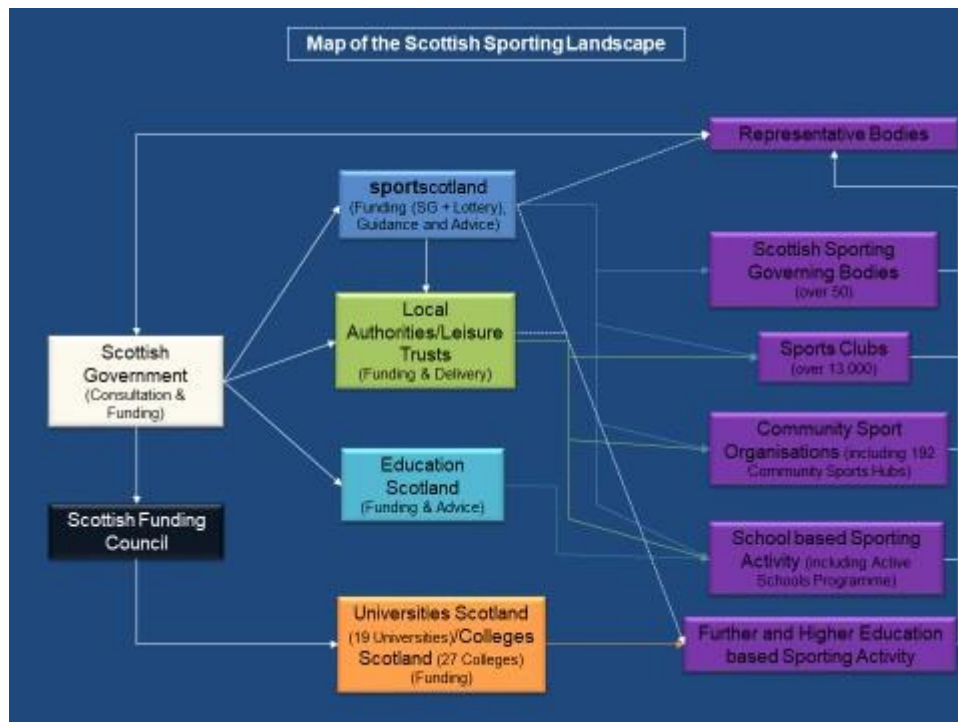 Map of the Scottish Sporting Landscape
Representative Bodies
sportscotland
(Funding (SG + Lottery),
Guidance and Advice)
Scottish Sporting
Governing Bodies
(over 50)
Local
Authorities/Leisure
Trusts
(Funding & Delivery)
Scottish
Government
(Consultation &
Funding)
Sports Clubs
(over 13,000)
Community Sport
Organisations (including 192
Community Sports Hubs)
Education
Scotland
(Funding & Advice)
Scottish Funding
Council
School based Sporting
Activity (including Active
Schools Programme)
Universities Scotland
(19 Universities)/Colleges
Scotland (27 Colleges)
(Funding)
Further and Higher Education
based Sporting Activity